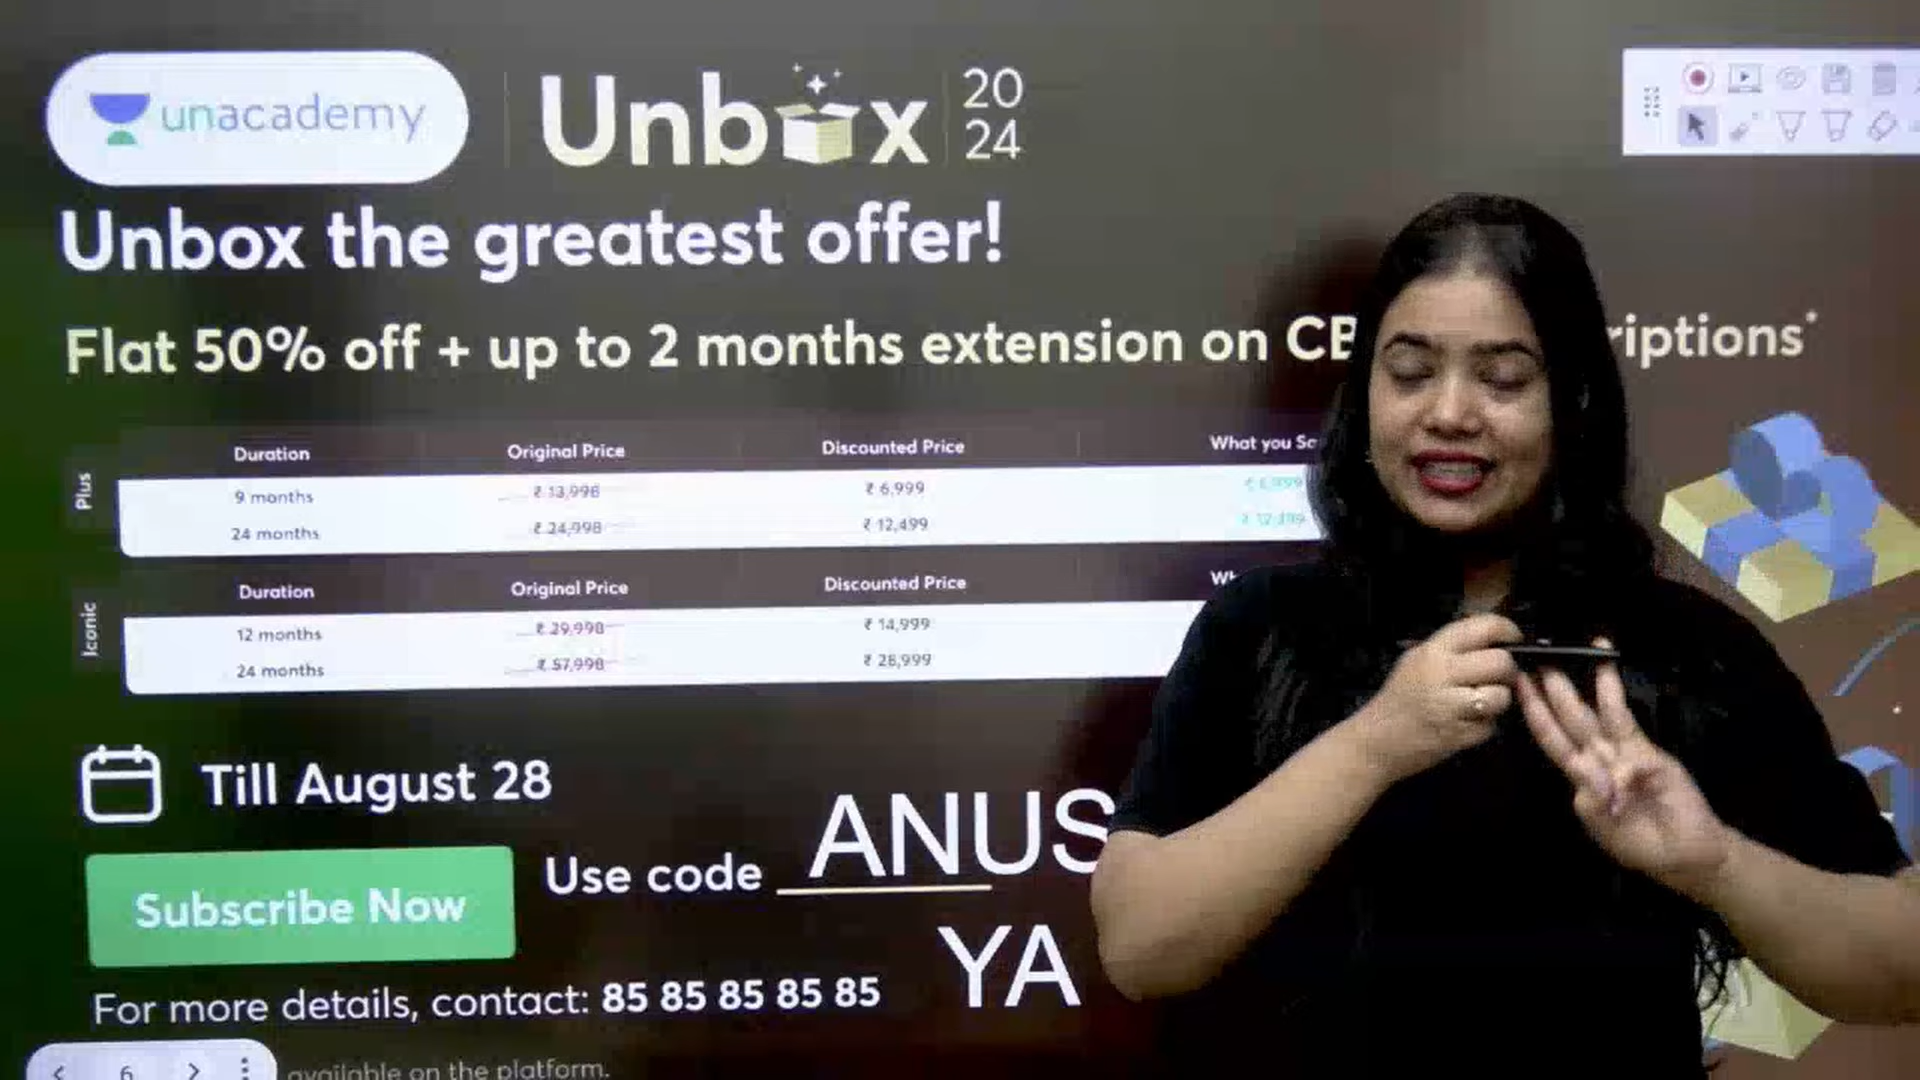 unacademy
Unbox
20
24
Unbox the greatest offer!
Flat 50% off + up to 2 months extension on
Plus
Duration Original Price Discounted Price What you
9 months ₹ 13,998 ₹ 6,999
24 months ₹ 24,998 ₹ 12,499
Iconic
Duration Original Price Discounted Price
12 months ₹ 29,998 ₹ 14,999
24 months ₹ 57,998 ₹ 28,999
Till August 28
Subscribe Now
Use code ANUS
YA
For more details, contact: 85 85 85 85 85
6
available on the platform.